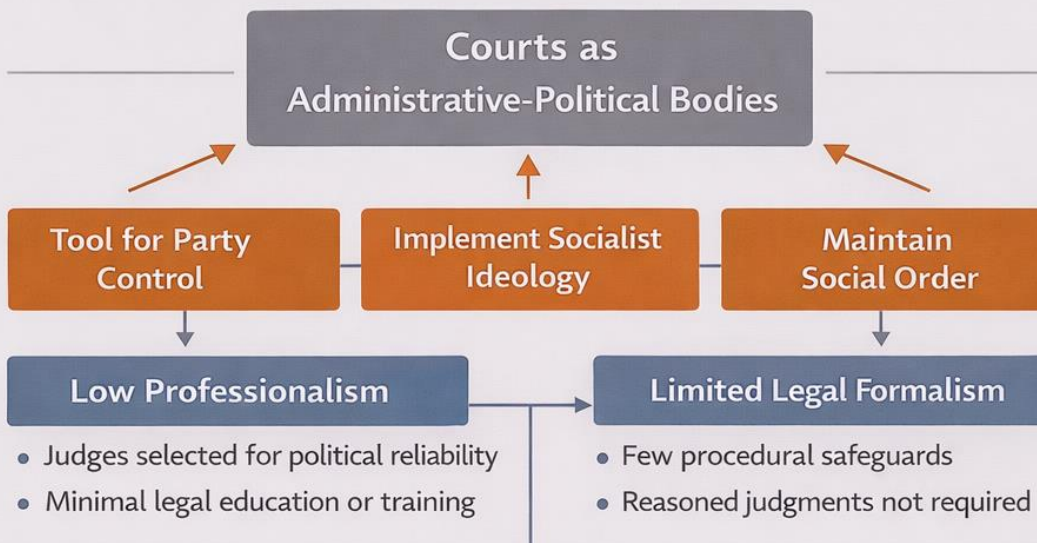 Courts as
Administrative-Political Bodies
Tool for Party
Control
Implement Socialist
Ideology
Maintain
Social Order
Low Professionalism
• Judges selected for political reliability
• Minimal legal education or training
Limited Legal Formalism
• Few procedural safeguards
• Reasoned judgments not required